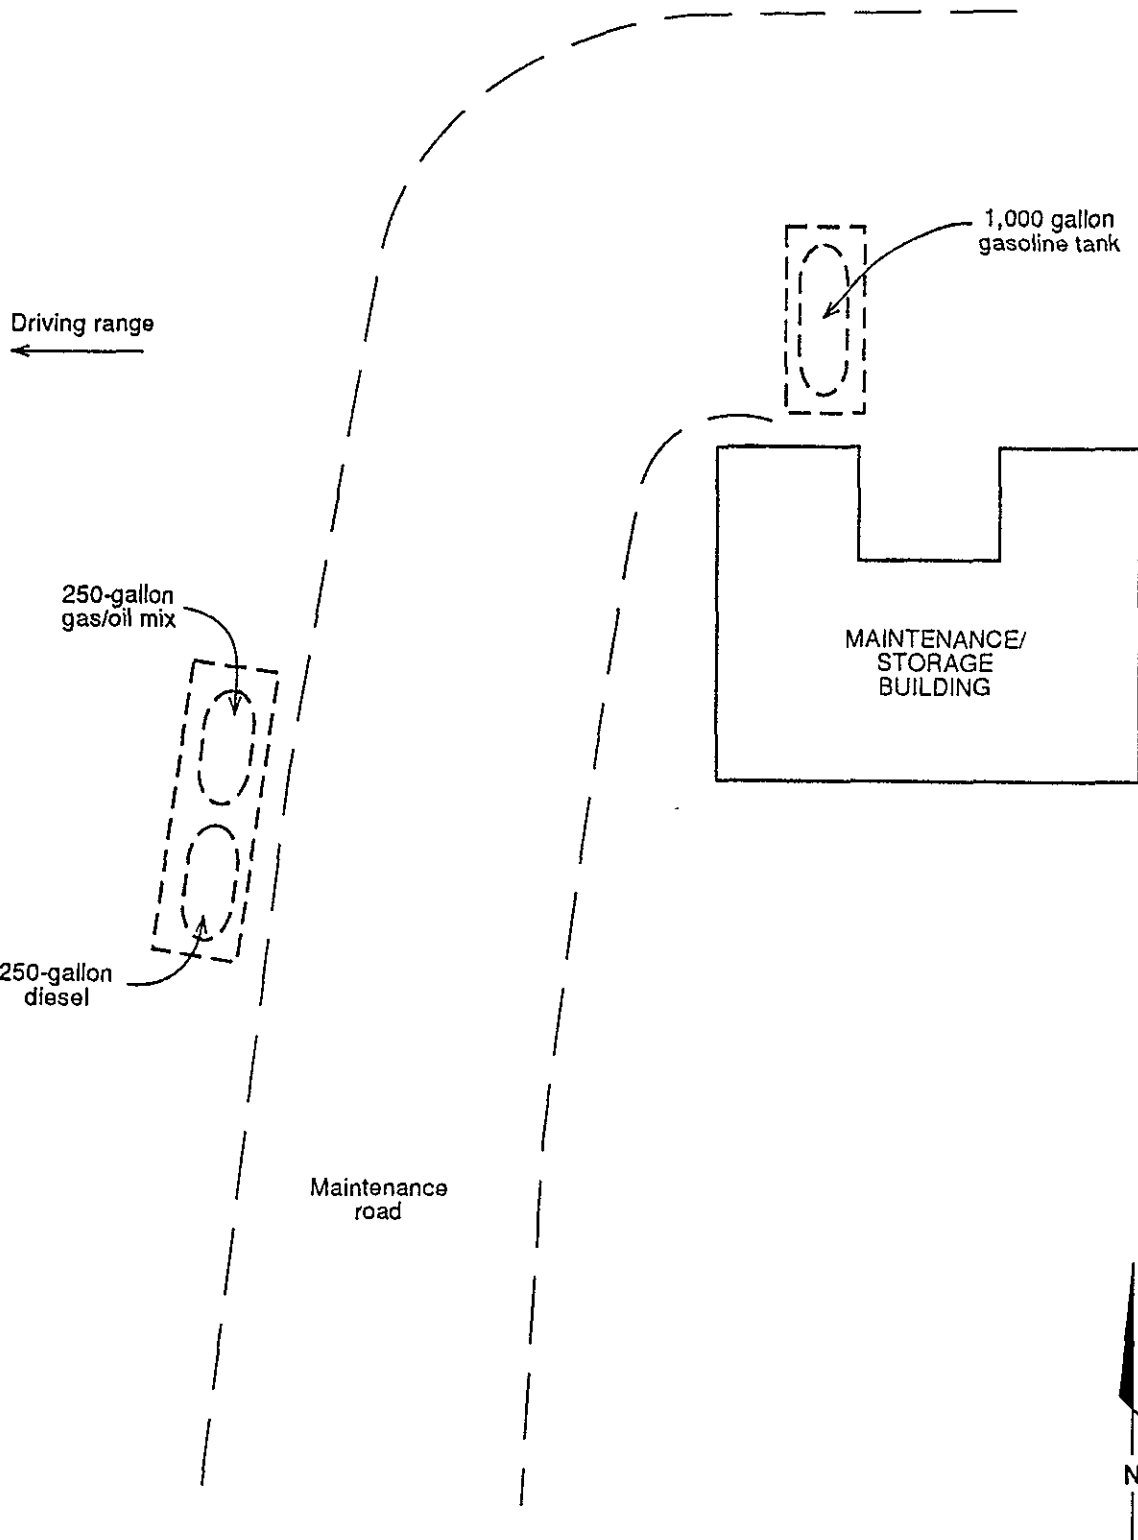 1,000 gallon
gasoline tank
Driving range
250-gallon
gas/oil mix
MAINTENANCE/
STORAGE
BUILDING
250-gallon
diesel
Maintenance
road
N